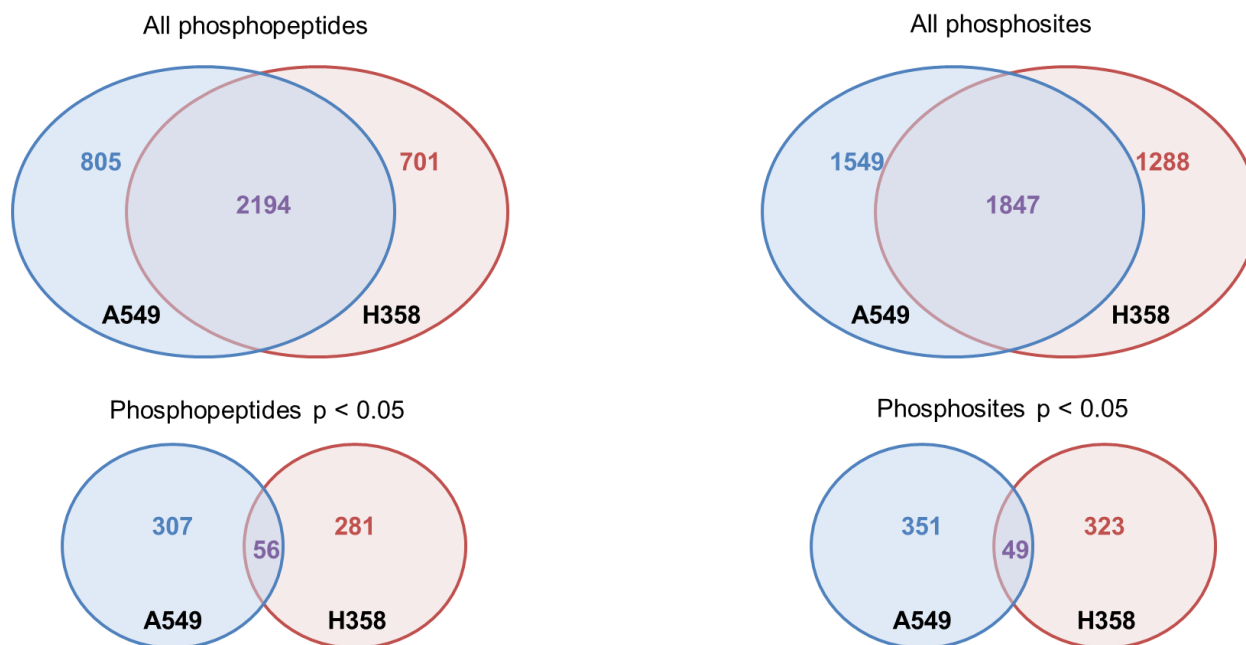 All phosphopeptides
805
701
2194
A549
H358
All phosphosites
1549
1288
1847
A549
H358
Phosphopeptides p < 0.05
307
281
56
A549
H358
Phosphosites p < 0.05
351
323
49
A549
H358